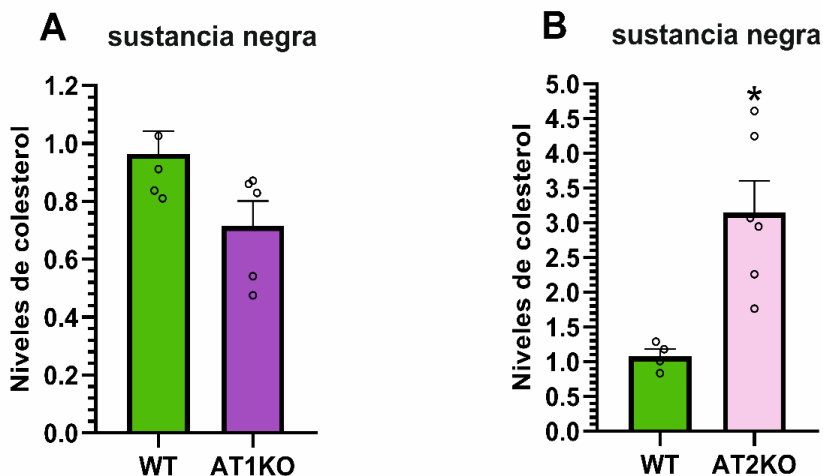 A
sustancia negra
Niveles de colesterol
1.2
1.0
0.8
0.6
0.4
0.2
0.0
WT AT1KO
B
sustancia negra
*
Niveles de colesterol
5.0
4.5
4.0
3.5
3.0
2.5
2.0
1.5
1.0
0.5
0.0
WT AT2KO